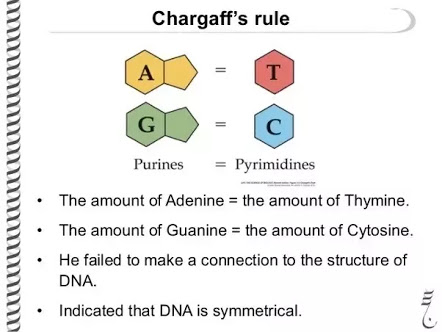 Chargaff's rule
A = T
G = C
Purines = Pyrimidines
• The amount of Adenine = the amount of Thymine.
• The amount of Guanine = the amount of Cytosine.
• He failed to make a connection to the structure of
DNA.
• Indicated that DNA is symmetrical.